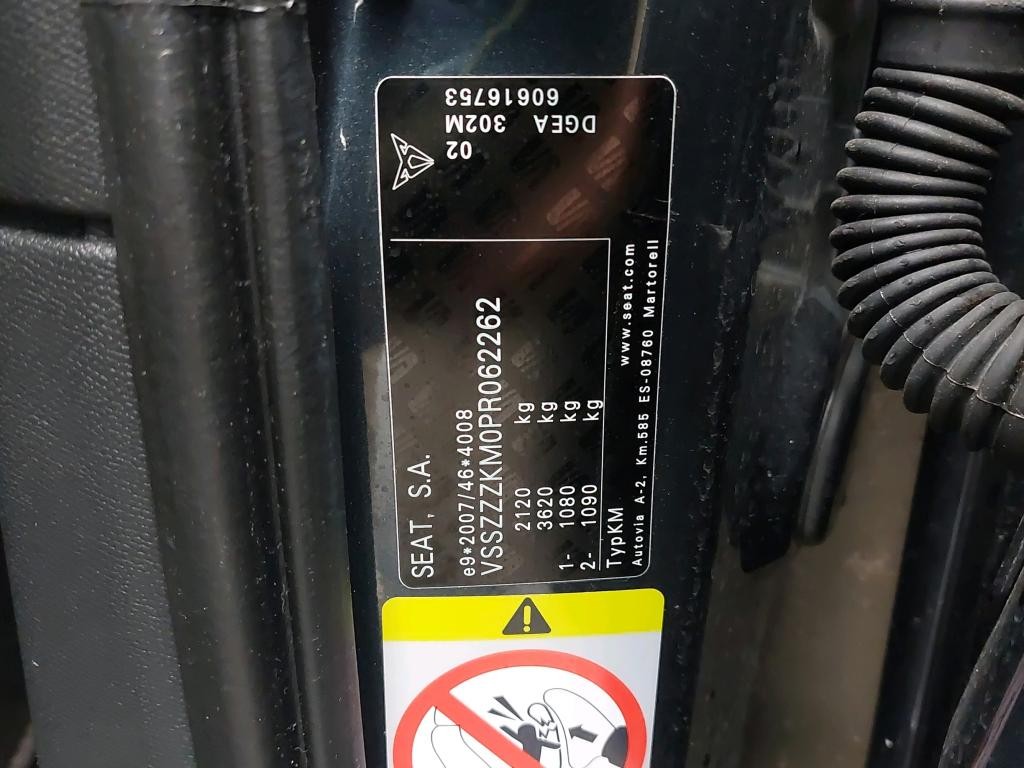 SEAT, S.A.
e9*2007/46*4008
VSSZZZKM0PR062262
2120 kg
3620 kg
1- 1080 kg
2- 1090 kg
TypKM
www.seat.com
Autovia A-2, Km.585 ES-08760 Martorell
02
302M 60616753
DGEA